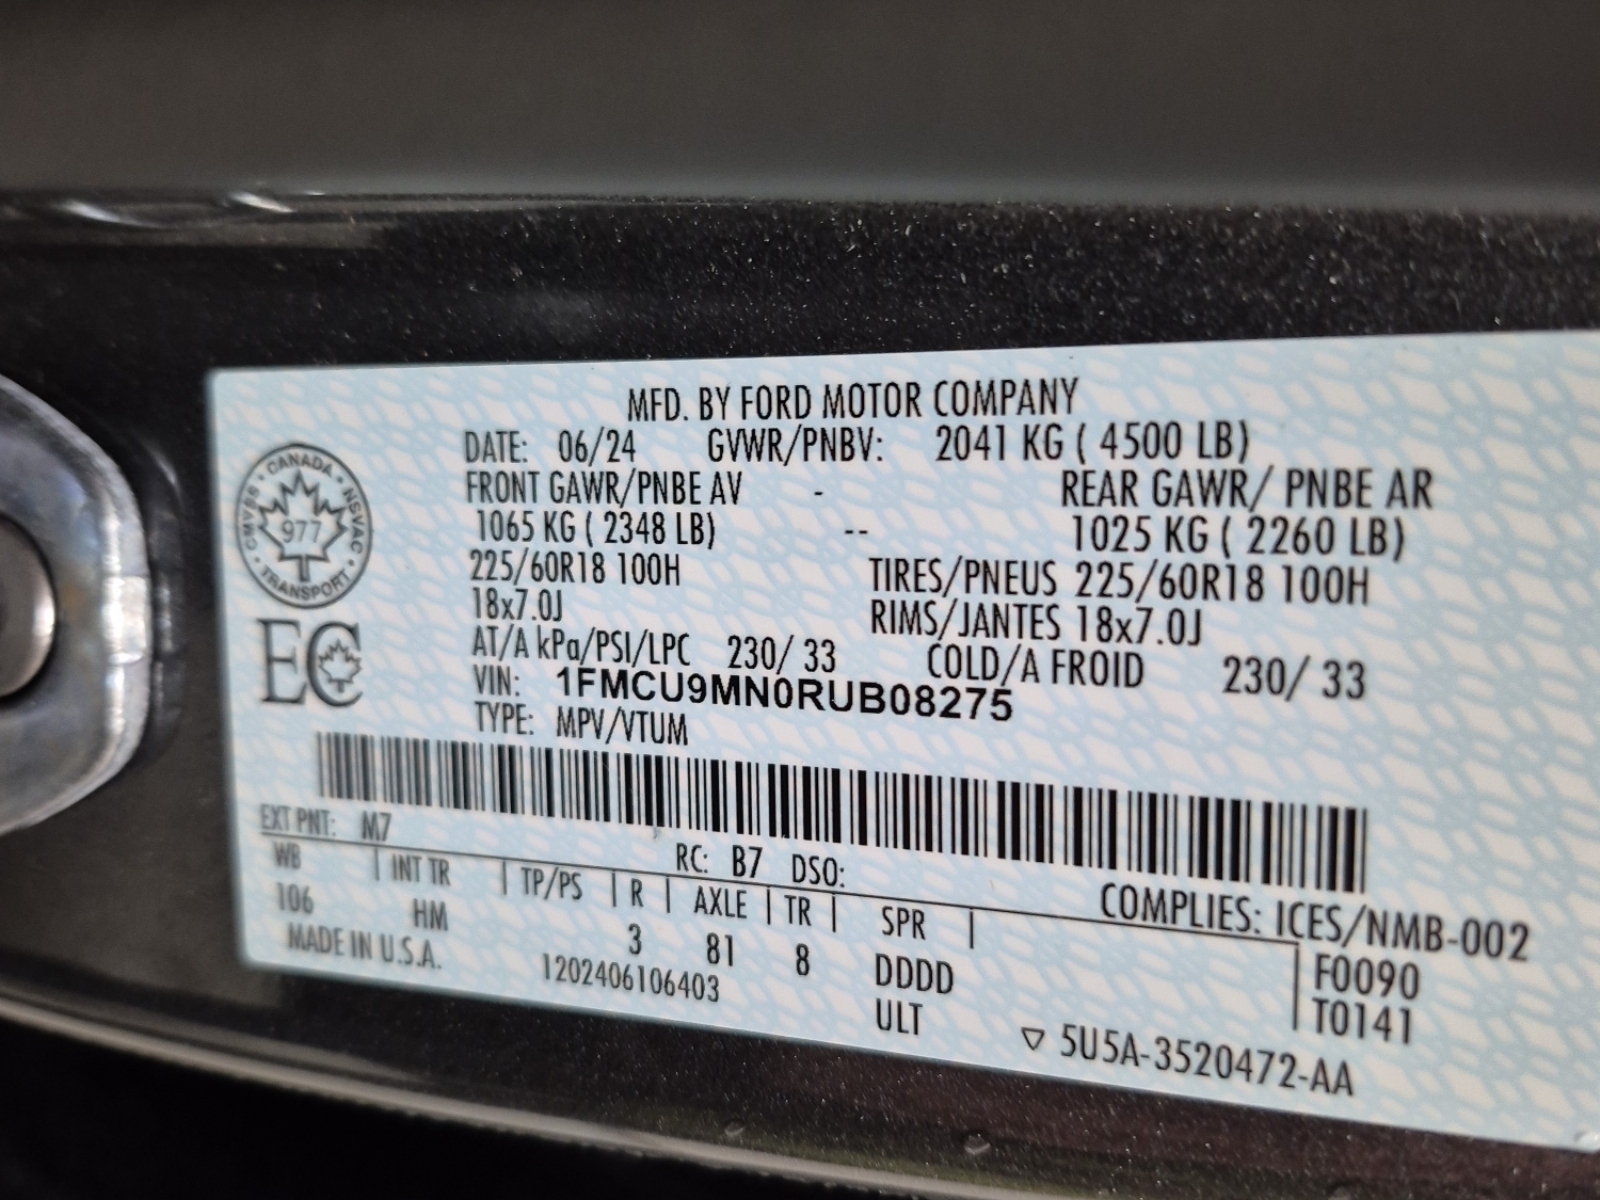 MFD. BY FORD MOTOR COMPANY
DATE: 06/24 GVWR/PNBV: 2041 KG ( 4500 LB)
FRONT GAWR/PNBE AV - REAR GAWR/ PNBE AR
1065 KG ( 2348 LB) -- 1025 KG ( 2260 LB)
225/60R18 100H TIRES/PNEUS 225/60R18 100H
18x7.0J RIMS/JANTES 18x7.0J
AT/A kPa/PSI/LPC 230/ 33 COLD/A FROID 230/ 33
VIN: 1FMCU9MN0RUB08275
TYPE: MPV/VTUM
CANADA
CMVSS • NSVAC
977
TRANSPORT
EC
EXT PNT: M7 RC: B7 DSO:
COMPLIES: ICES/NMB-002
WB | INT TR | TP/PS | R | AXLE | TR | SPR |
106 HM 3 81 8 DDDD F0090
ULT T0141
MADE IN U.S.A. 1202406106403
▽ 5U5A-3520472-AA